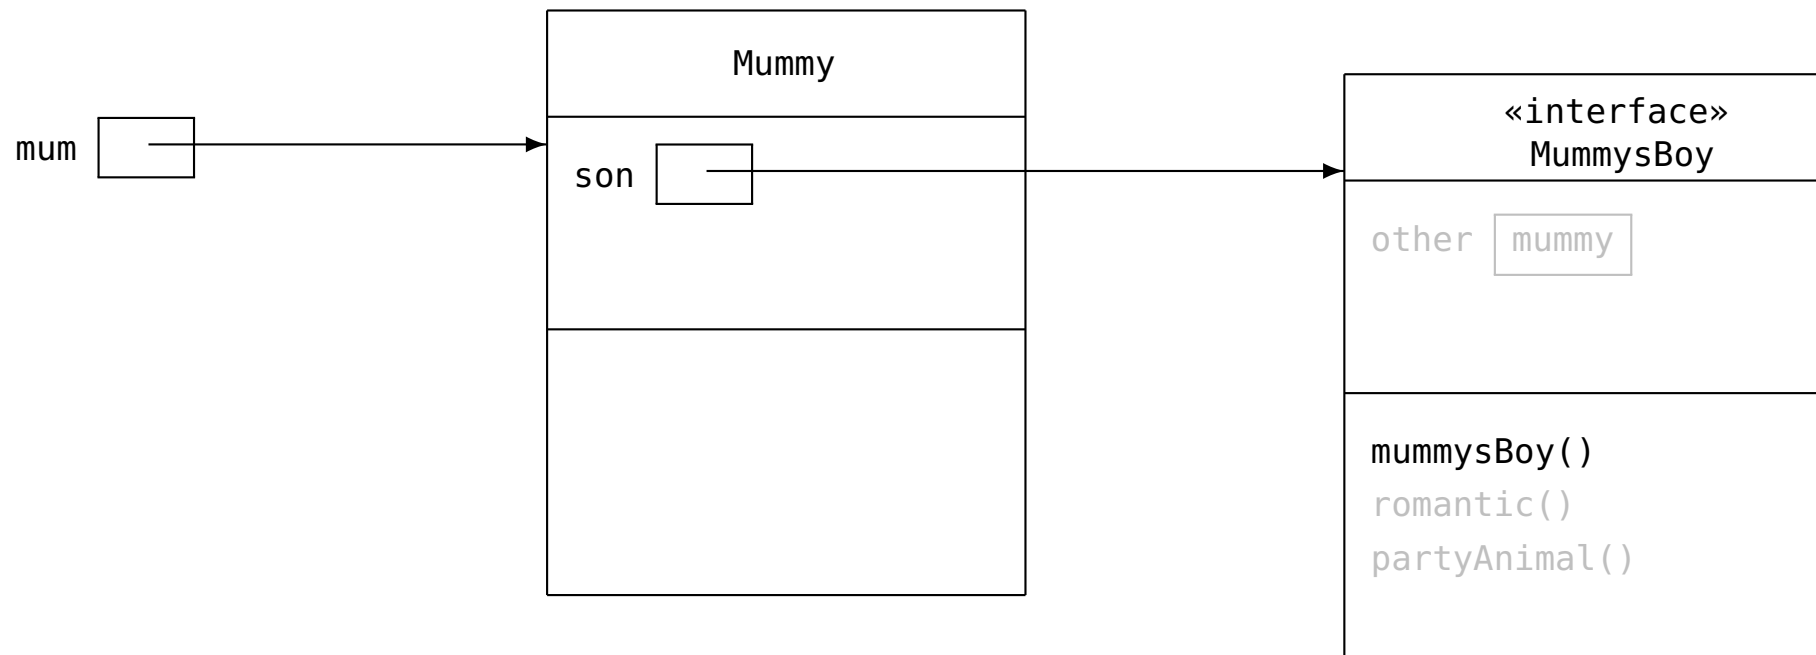 Mummy
«interface»
mum
MummysBoy
son
other mummy
mummysBoy()
romantic()
partyAnimal()